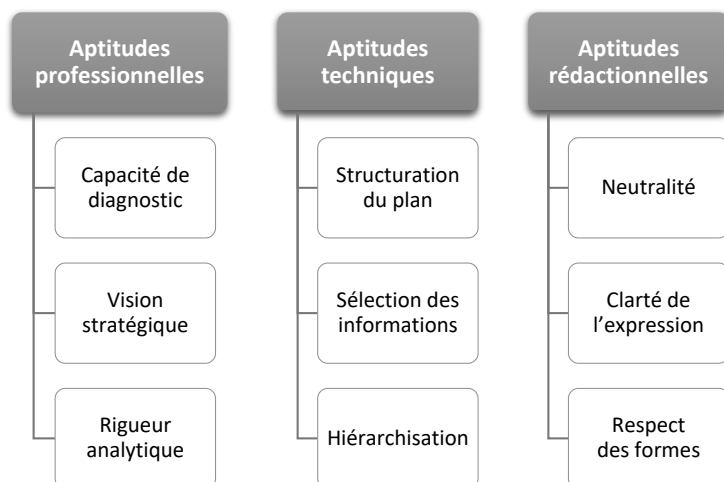 Aptitudes
professionnelles
Capacité de
diagnostic
Vision
stratégique
Rigueur
analytique
Aptitudes
techniques
Structuration
du plan
Sélection des
informations
Hiérarchisation
Aptitudes
rédactionnelles
Neutralité
Clarté de
l’expression
Respect
des formes